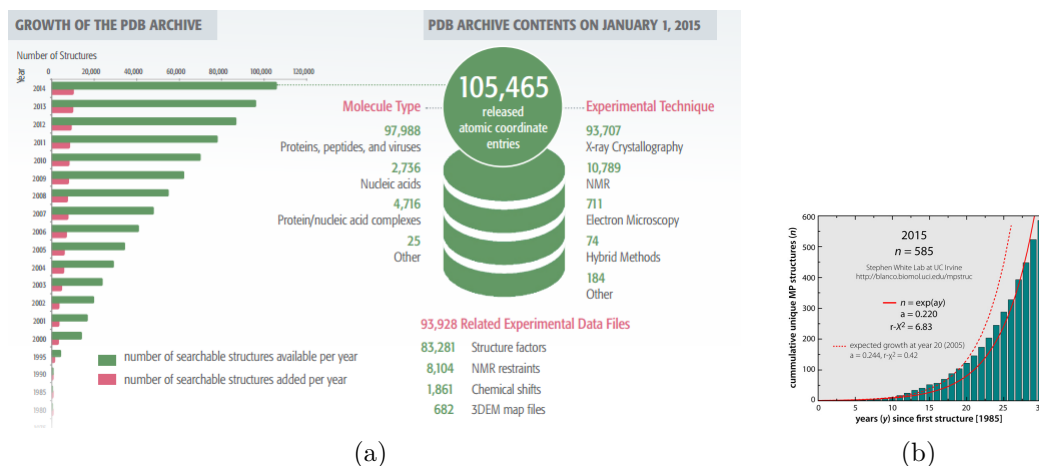 GROWTH OF THE PDB ARCHIVE
Number of Structures
Year
0 20,000 40,000 60,000 80,000 100,000 120,000
2014
2013
2012
2011
2010
2009
2008
2007
2006
2005
2004
2003
2002
2001
2000
1995
1990
1985
1980
number of searchable structures available per year
number of searchable structures added per year
PDB ARCHIVE CONTENTS ON JANUARY 1, 2015
105,465
released
atomic coordinate
entries
Molecule Type
97,988
Proteins, peptides, and viruses
2,736
Nucleic acids
4,716
Protein/nucleic acid complexes
25
Other
Experimental Technique
93,707
X-ray Crystallography
10,789
NMR
711
Electron Microscopy
74
Hybrid Methods
184
Other
93,928 Related Experimental Data Files
83,281 Structure factors
8,104 NMR restraints
1,861 Chemical shifts
682 3DEM map files
(a)
cummulative unique MP structures (n)
600
500
400
300
200
100
0
2015
n = 585
Stephen White Lab at UC Irvine
http://blanco.biomol.uci.edu/mpstruc
n = exp(ay)
a = 0.220
r-X² = 6.83
expected growth at year 20 (2005)
a = 0.244, r-χ² = 0.42
0 5 10 15 20 25
years (y) since first structure [1985]
(b)